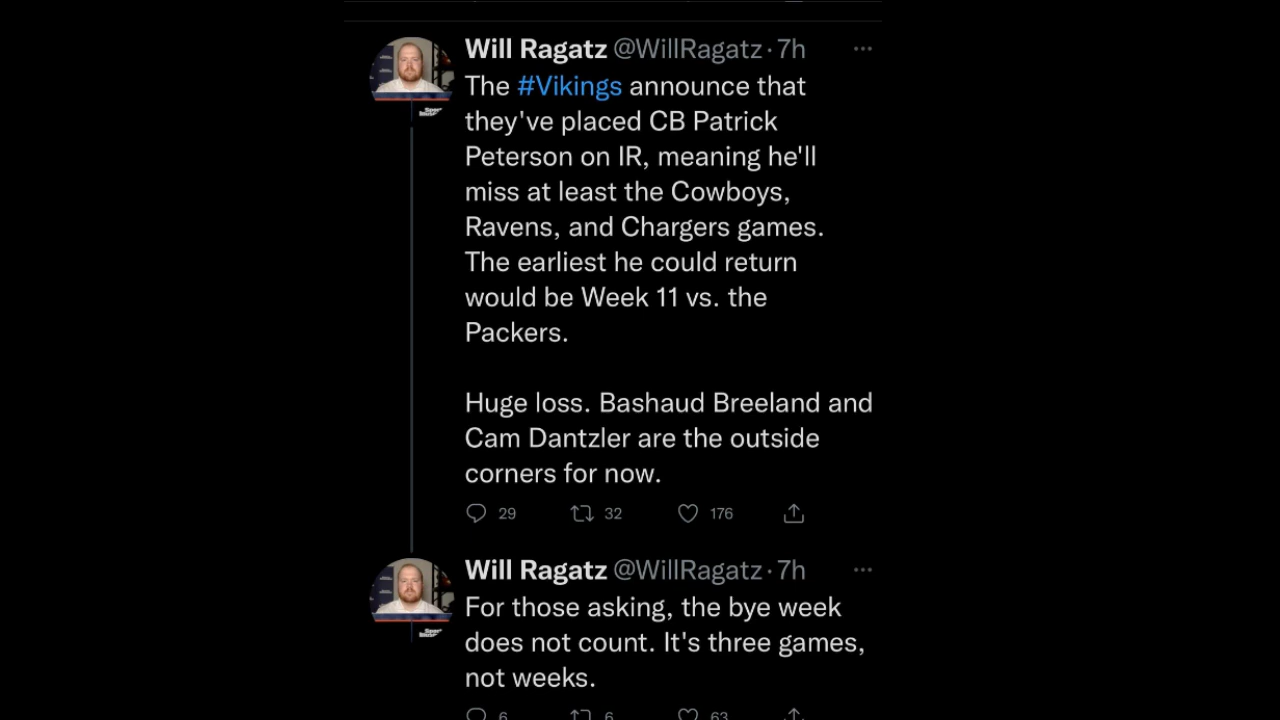 Will Ragatz @WillRagatz · 7h
The #Vikings announce that
they've placed CB Patrick
Peterson on IR, meaning he'll
miss at least the Cowboys,
Ravens, and Chargers games.
The earliest he could return
would be Week 11 vs. the
Packers.
Huge loss. Bashaud Breeland and
Cam Dantzler are the outside
corners for now.
29 32 176
Will Ragatz @WillRagatz · 7h
For those asking, the bye week
does not count. It's three games,
not weeks.
6 6 63